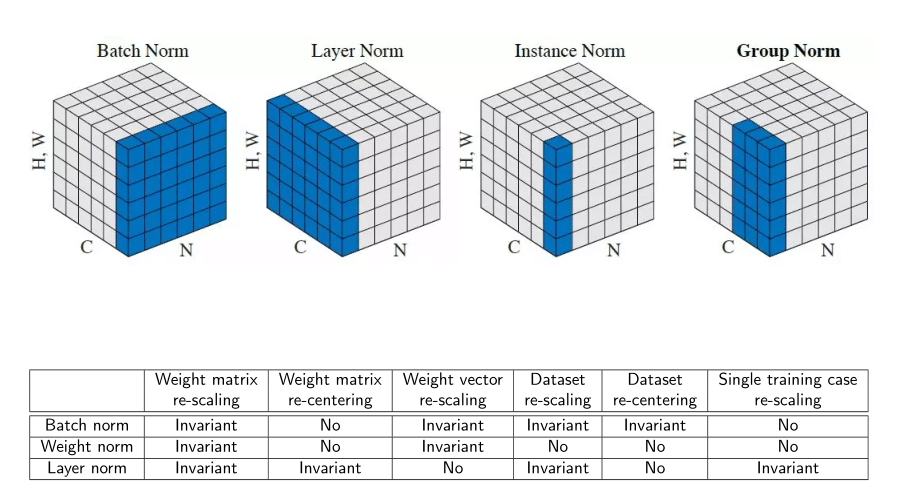 Batch Norm Layer Norm Instance Norm Group Norm
H, W H, W H, W H, W
C N C N C N C N
Weight matrix Weight matrix Weight vector Dataset Dataset Single training case
re-scaling re-centering re-scaling re-scaling re-centering re-scaling
Batch norm Invariant No Invariant Invariant Invariant No
Weight norm Invariant No Invariant No No No
Layer norm Invariant Invariant No Invariant No Invariant